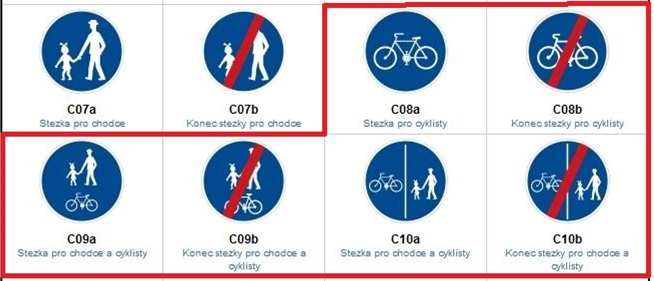 C07a
Stezka pro chodce
C07b
Konec stezky pro chodce
C08a
Stezka pro cyklisty
C08b
Konec stezky pro cyklisty
C09a
Stezka pro chodce a cyklisty
C09b
Konec stezky pro chodce a
cyklisty
C10a
Stezka pro chodce a cyklisty
C10b
Konec stezky pro chodce a
cyklisty